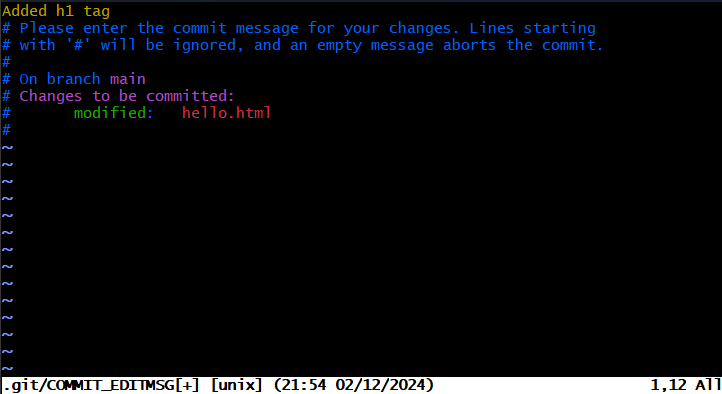 Added h1 tag
# Please enter the commit message for your changes. Lines starting
# with '#' will be ignored, and an empty message aborts the commit.
#
# On branch main
# Changes to be committed:
#       modified:   hello.html
#
~
~
~
~
~
~
~
~
~
~
~
~
~
~
.git/COMMIT_EDITMSG[+] [unix] (21:54 02/12/2024) 1,12 All